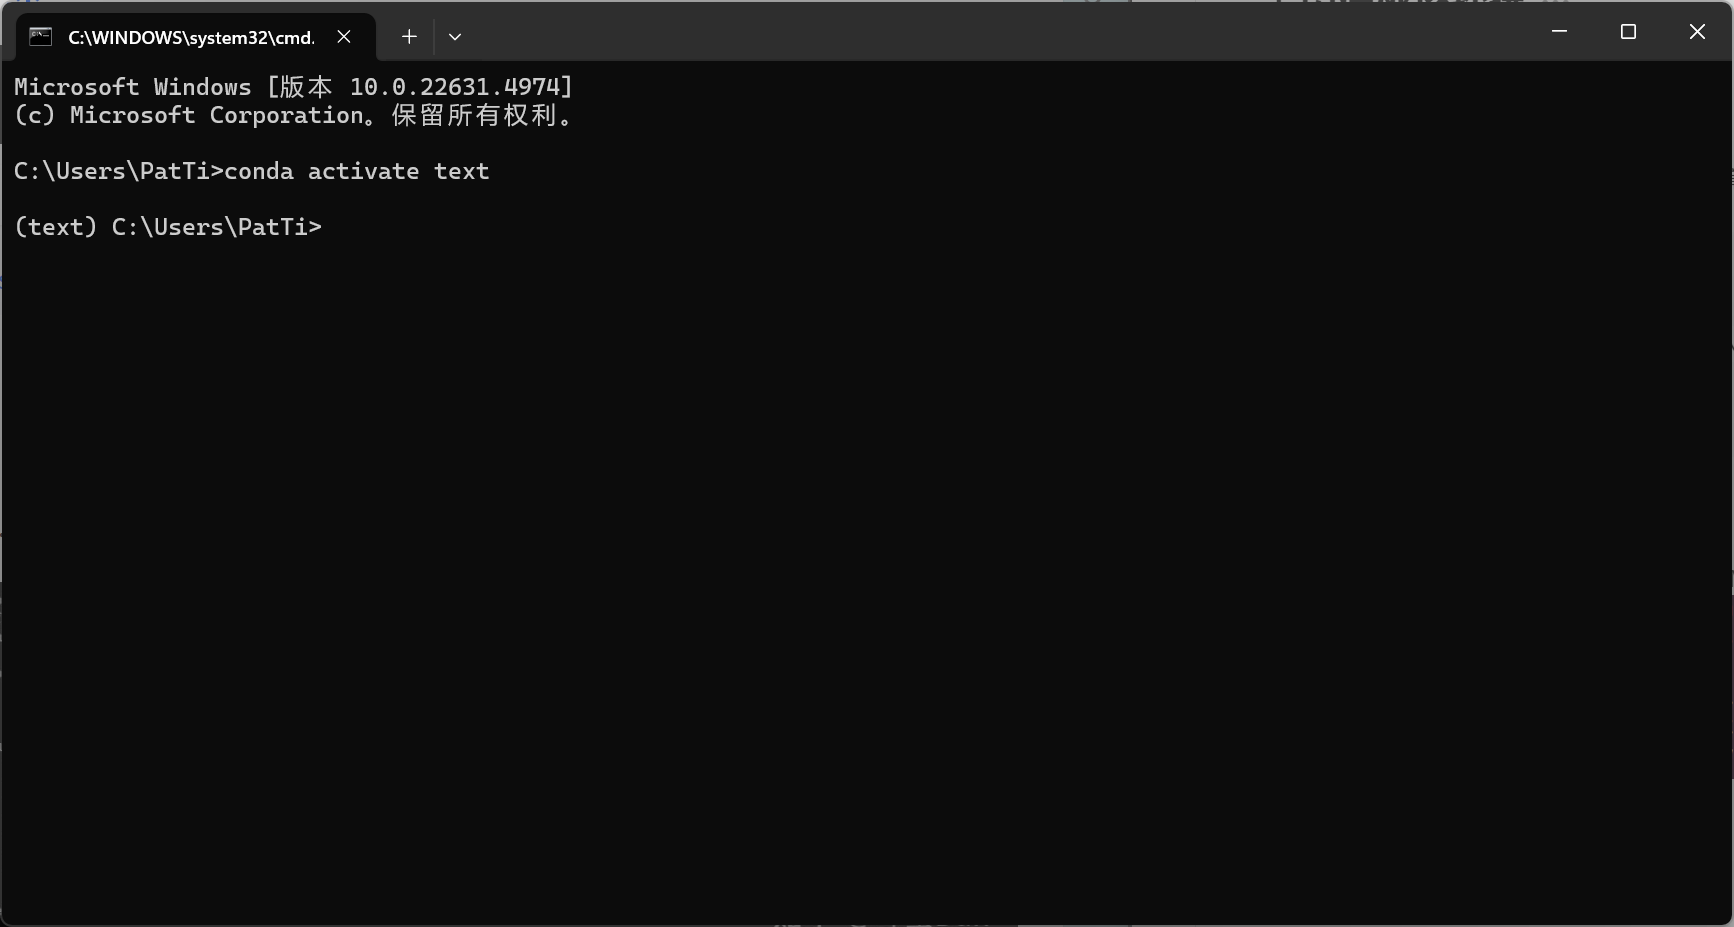 C:\WINDOWS\system32\cmd.
Microsoft Windows [版本 10.0.22631.4974]
(c) Microsoft Corporation。保留所有权利。
C:\Users\PatTi>conda activate text
(text) C:\Users\PatTi>